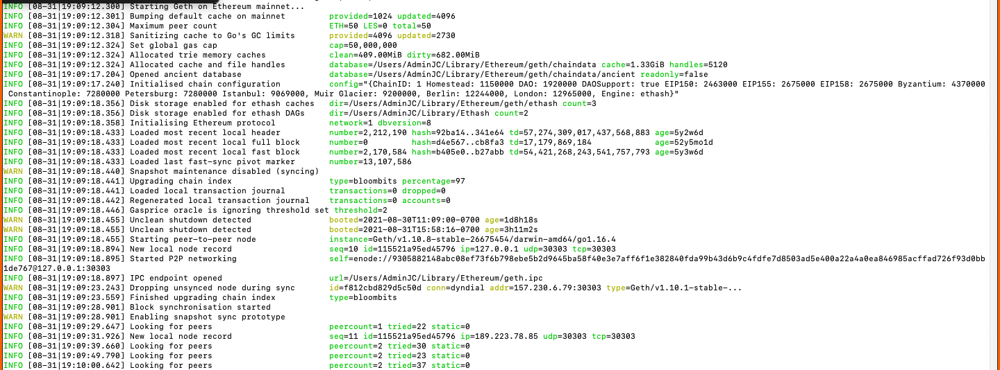 INFO [08-31|19:09:12.300] Starting Geth on Ethereum mainnet...
INFO [08-31|19:09:12.301] Bumping default cache on mainnet provided=1024 updated=4096
INFO [08-31|19:09:12.304] Maximum peer count ETH=50 LES=0 total=50
WARN [08-31|19:09:12.318] Sanitizing cache to Go's GC limits provided=4096 updated=2730
INFO [08-31|19:09:12.324] Set global gas cap cap=50,000,000
INFO [08-31|19:09:12.324] Allocated trie memory caches clean=409.00MiB dirty=682.00MiB
INFO [08-31|19:09:12.324] Allocated cache and file handles database=/Users/AdminJC/Library/Ethereum/geth/chaindata cache=1.33GiB handles=5120
INFO [08-31|19:09:17.204] Opened ancient database database=/Users/AdminJC/Library/Ethereum/geth/chaindata/ancient readonly=false
INFO [08-31|19:09:17.240] Initialised chain configuration config="{ChainID: 1 Homestead: 1150000 DAO: 1920000 DAOSupport: true EIP150: 2463000 EIP155: 2675000 EIP158: 2675000 Byzantium: 4370000
Constantinople: 7280000 Petersburg: 7280000 Istanbul: 9069000, Muir Glacier: 9200000, Berlin: 12244000, London: 12965000, Engine: ethash}"
INFO [08-31|19:09:18.356] Disk storage enabled for ethash caches dir=/Users/AdminJC/Library/Ethereum/geth/ethash count=3
INFO [08-31|19:09:18.356] Disk storage enabled for ethash DAGs dir=/Users/AdminJC/Library/Ethash count=2
INFO [08-31|19:09:18.358] Initialising Ethereum protocol network=1 dbversion=8
INFO [08-31|19:09:18.433] Loaded most recent local header number=2,212,190 hash=92ba14..341e64 td=57,274,309,017,437,568,883 age=5y2w6d
INFO [08-31|19:09:18.433] Loaded most recent local full block number=0 hash=d4e567..cb8fa3 td=17,179,869,184 age=52y5mo1d
INFO [08-31|19:09:18.433] Loaded most recent local fast block number=2,170,584 hash=b405e0..b27abb td=54,421,268,243,541,757,793 age=5y3w6d
INFO [08-31|19:09:18.433] Loaded last fast-sync pivot marker number=13,107,586
WARN [08-31|19:09:18.440] Snapshot maintenance disabled (syncing)
INFO [08-31|19:09:18.441] Upgrading chain index type=bloombits percentage=97
INFO [08-31|19:09:18.441] Loaded local transaction journal transactions=0 dropped=0
INFO [08-31|19:09:18.442] Regenerated local transaction journal transactions=0 accounts=0
INFO [08-31|19:09:18.446] Gasprice oracle is ignoring threshold set threshold=2
WARN [08-31|19:09:18.455] Unclean shutdown detected booted=2021-08-30T11:09:00-0700 age=1d8h18s
WARN [08-31|19:09:18.455] Unclean shutdown detected booted=2021-08-31T15:58:16-0700 age=3h11m2s
INFO [08-31|19:09:18.455] Starting peer-to-peer node instance=Geth/v1.10.8-stable-26675454/darwin-amd64/go1.16.4
INFO [08-31|19:09:18.894] New local node record seq=10 id=115521a95ed45796 ip=127.0.0.1 udp=30303 tcp=30303
INFO [08-31|19:09:18.895] Started P2P networking self=enode://9305882148abc08ef73f6b798ebe5b2d9645ba58f40e3e7aff6f1e382840fda99b43d6b9c4fdfe7d8503ad5e400a22a4a0ea846985acffad726f93d0bb
1de767@127.0.0.1:30303
INFO [08-31|19:09:18.897] IPC endpoint opened url=/Users/AdminJC/Library/Ethereum/geth.ipc
WARN [08-31|19:09:23.243] Dropping unsynced node during sync id=f812cbd829d5c50d conn=dyndial addr=157.230.6.79:30303 type=Geth/v1.10.1-stable-...
INFO [08-31|19:09:23.559] Finished upgrading chain index type=bloombits
INFO [08-31|19:09:28.901] Block synchronisation started
WARN [08-31|19:09:28.901] Enabling snapshot sync prototype
INFO [08-31|19:09:29.647] Looking for peers peercount=1 tried=22 static=0
INFO [08-31|19:09:31.926] New local node record seq=11 id=115521a95ed45796 ip=189.223.78.85 udp=30303 tcp=30303
INFO [08-31|19:09:39.660] Looking for peers peercount=2 tried=30 static=0
INFO [08-31|19:09:49.790] Looking for peers peercount=2 tried=23 static=0
INFO [08-31|19:10:00.642] Looking for peers peercount=2 tried=37 static=0